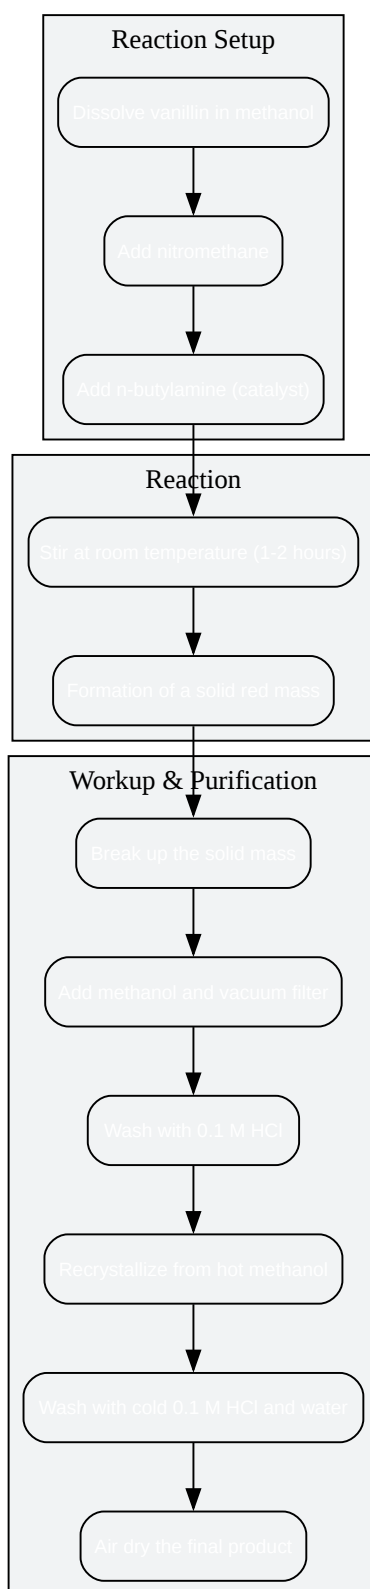 Reaction Setup
Dissolve vanillin in methanol
Add nitromethane
Add n-butylamine (catalyst)
Reaction
Stir at room temperature (1-2 hours)
Formation of a solid red mass
Workup & Purification
Break up the solid mass
Add methanol and vacuum filter
Wash with 0.1 M HCl
Recrystallize from hot methanol
Wash with cold 0.1 M HCl and water
Air dry the final product